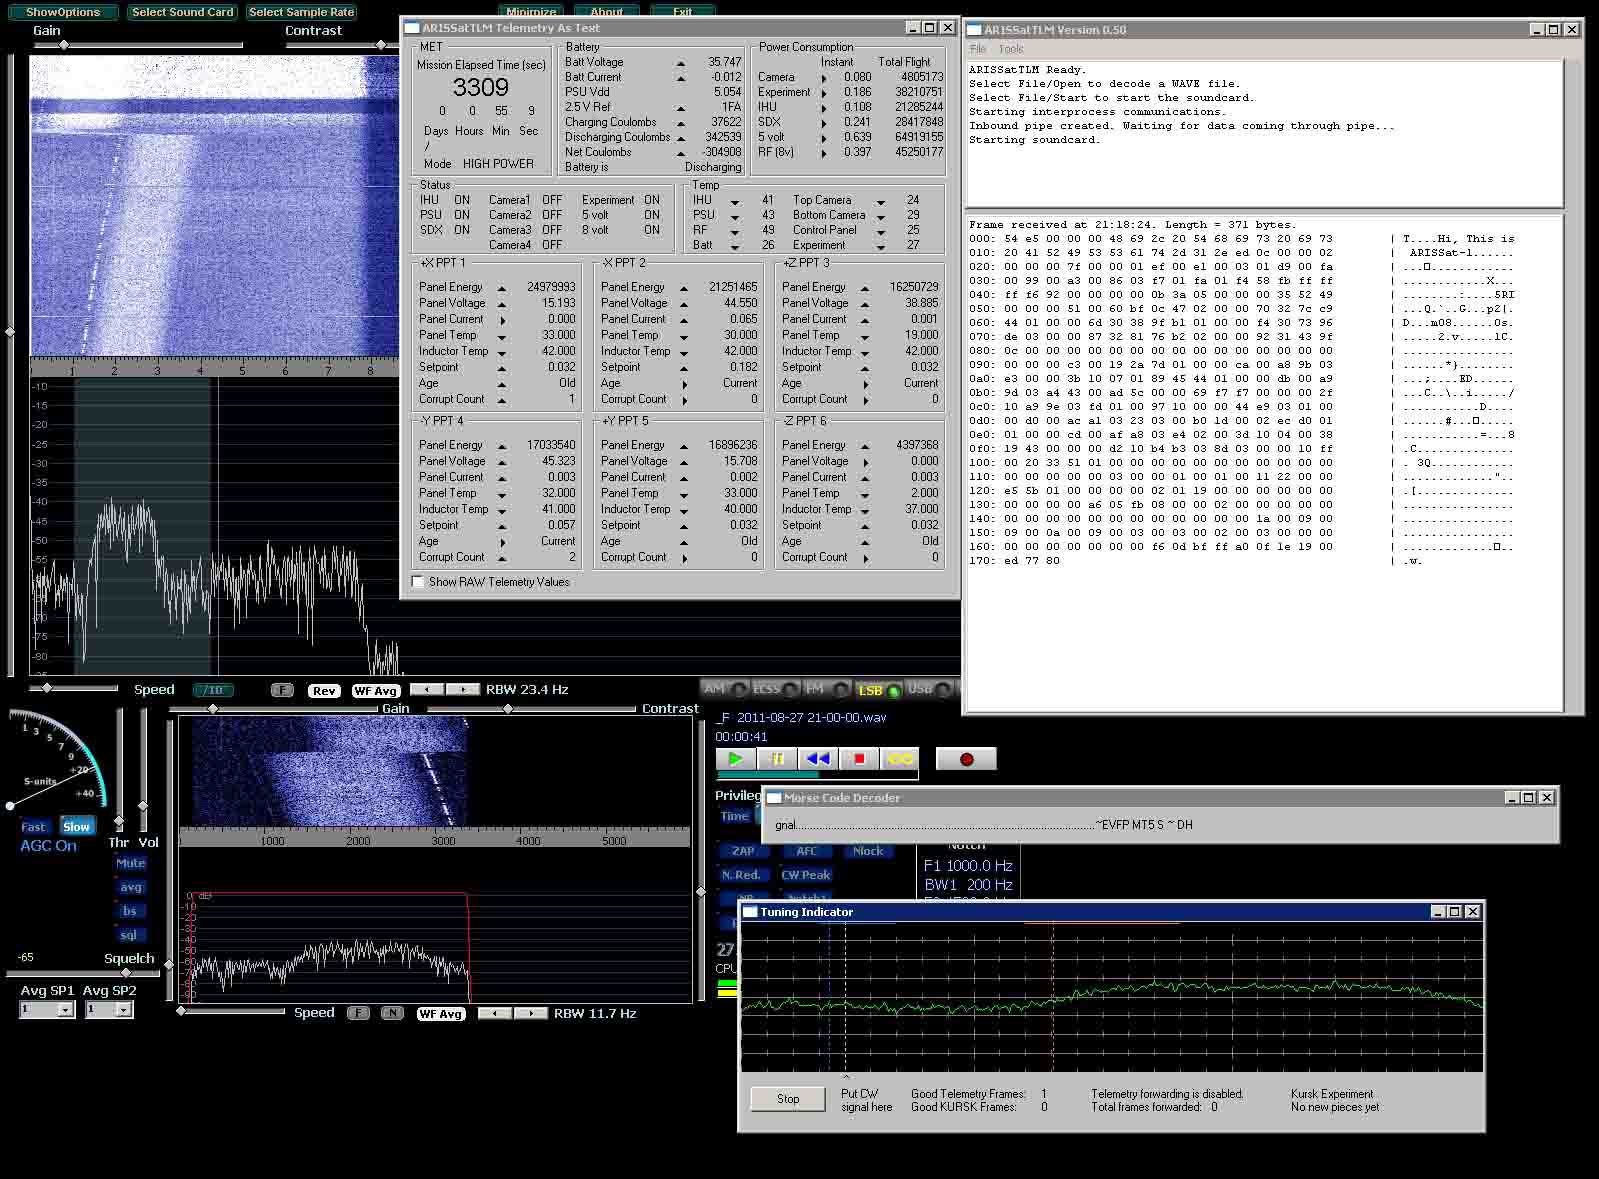 ShowOptions Select Sound Card Select Sample Rate Minimize About Exit
Gain Contrast
ARISSatTLM Telemetry As Text
MET
Mission Elapsed Time (sec)
3309
0 0 55 9
Days Hours Min Sec
/
Mode HIGH POWER
Battery
Batt Voltage 35.747
Batt Current -0.012
PSU Vdd 5.054
2.5 V Ref 1FA
Charging Coulombs 37622
Discharging Coulombs 342539
Net Coulombs -304908
Battery is Discharging
Power Consumption
Instant Total Flight
Camera 0.080 4805173
Experiment 0.186 38210751
IHU 0.108 21285244
SDX 0.241 28417848
5 volt 0.639 64919155
RF (8v) 0.397 45250177
Status
IHU ON Camera1 OFF Experiment ON
PSU ON Camera2 OFF 5 volt ON
SDX ON Camera3 OFF 8 volt ON
Camera4 OFF
Temp
IHU 41 Top Camera 24
PSU 43 Bottom Camera 29
RF 49 Control Panel 25
Batt 26 Experiment 27
+X PPT 1
Panel Energy 24979993
Panel Voltage 15.193
Panel Current 0.000
Panel Temp 33.000
Inductor Temp 42.000
Setpoint 0.032
Age Old
Corrupt Count 1
-X PPT 2
Panel Energy 21251465
Panel Voltage 44.550
Panel Current 0.065
Panel Temp 30.000
Inductor Temp 42.000
Setpoint 0.182
Age Current
Corrupt Count 0
+Z PPT 3
Panel Energy 16250729
Panel Voltage 38.885
Panel Current 0.001
Panel Temp 19.000
Inductor Temp 42.000
Setpoint 0.032
Age Current
Corrupt Count 0
-Y PPT 4
Panel Energy 17033540
Panel Voltage 45.323
Panel Current 0.003
Panel Temp 32.000
Inductor Temp 41.000
Setpoint 0.057
Age Current
Corrupt Count 2
+Y PPT 5
Panel Energy 16896236
Panel Voltage 15.708
Panel Current 0.002
Panel Temp 33.000
Inductor Temp 40.000
Setpoint 0.032
Age Old
Corrupt Count 0
-Z PPT 6
Panel Energy 4397368
Panel Voltage 0.000
Panel Current 0.003
Panel Temp 2.000
Inductor Temp 37.000
Setpoint 0.032
Age Old
Corrupt Count 0
Show RAW Telemetry Values
ARISSatTLM Version 0.50
File Tools
ARISSatTLM Ready.
Select File/Open to decode a WAVE file.
Select File/Start to start the soundcard.
Starting interprocess communications.
Inbound pipe created. Waiting for data coming through pipe...
Starting soundcard.
Frame received at 21:18:24. Length = 371 bytes.
000: 54 e5 00 00 00 48 69 2c 20 54 68 69 73 20 69 73 | T....Hi, This is
010: 20 41 52 49 53 53 61 74 2d 31 2e ed 0c 00 00 02 | ARISSat-1......
020: 00 00 00 7f 00 00 01 ef 00 e1 00 03 01 d9 00 fa
030: 00 99 00 a3 00 86 03 f7 01 fa 01 f4 58 fb ff ff
040: ff f6 92 00 00 00 00 0b 3a 05 00 00 00 35 52 49
050: 00 00 00 51 00 60 bf 0c 47 02 00 00 70 32 7c c9
060: 44 01 00 00 6d 30 38 9f b1 01 00 00 f4 30 73 96
070: de 03 00 00 87 32 81 76 b2 02 00 00 92 31 43 9f
080: 0c 00 00 00 00 00 00 00 00 00 00 00 00 00 00 00
090: 00 00 00 c3 00 19 2a 7d 01 00 00 ca 00 a8 9b 03
0a0: e3 00 00 3b 10 07 01 89 45 44 01 00 00 db 00 a9
0b0: 9d 03 a4 43 00 ad 5c 00 00 69 f7 f7 00 00 00 2f
0c0: 10 a9 9e 03 fd 01 00 97 10 00 00 44 e9 03 01 00
0d0: 00 d0 00 ac a1 03 23 03 00 b0 1d 00 02 ec d0 01
0e0: 01 00 00 cd 00 af a8 03 e4 02 00 3d 10 04 00 38
0f0: 19 43 00 00 00 d2 10 b4 b3 03 8d 03 00 00 10 ff
100: 00 20 33 51 01 00 00 00 00 00 00 00 00 00 00 00
110: 00 00 00 00 00 03 00 00 01 00 01 00 11 22 00 00
120: e5 5b 01 00 00 00 00 02 01 19 00 00 00 00 00 00
130: 00 00 00 00 a6 05 fb 08 00 00 02 00 00 00 00 00
140: 00 00 00 00 00 00 00 00 00 00 00 00 1a 00 09 00
150: 09 00 0a 00 09 00 03 00 03 00 02 00 03 00 00 00
160: 00 00 00 00 00 00 00 f6 0d bf ff a0 0f 1e 19 00
170: ed 77 80 | .w.
1 2 3 4 5 6 7 8
-10
-15
-20
-25
-30
-35
-40
-45
-50
-55
-60
-65
-70
-75
-80
Speed /10 F Rev WF Avg RBW 23.4 Hz
AM ECSS FM LSB USB
Gain Contrast
1 3 5 7 9 +20 +40
S-units
Fast Slow
AGC On
Thr Vol
Mute
avg
bs
sql
-65 Squelch
Avg SP1 Avg SP2
1 1
1000 2000 3000 4000 5000
0 dB
-10
-20
-30
-40
-50
-60
-70
-80
-90
Speed F N WF Avg RBW 11.7 Hz
_F 2011-08-27 21-00-00.wav
00:00:41
Privileg
Time
Morse Code Decoder
gnal..........~EVFP MT5 S ~ DH
ZAP AFC Nlock Notch
N. Red. CW Peak
F1 1000.0 Hz
BW1 200 Hz
27
CPU
Tuning Indicator
Stop
Put CW signal here
Good Telemetry Frames: 1
Good KURSK Frames: 0
Telemetry forwarding is disabled.
Total frames forwarded: 0
Kursk Experiment
No new pieces yet